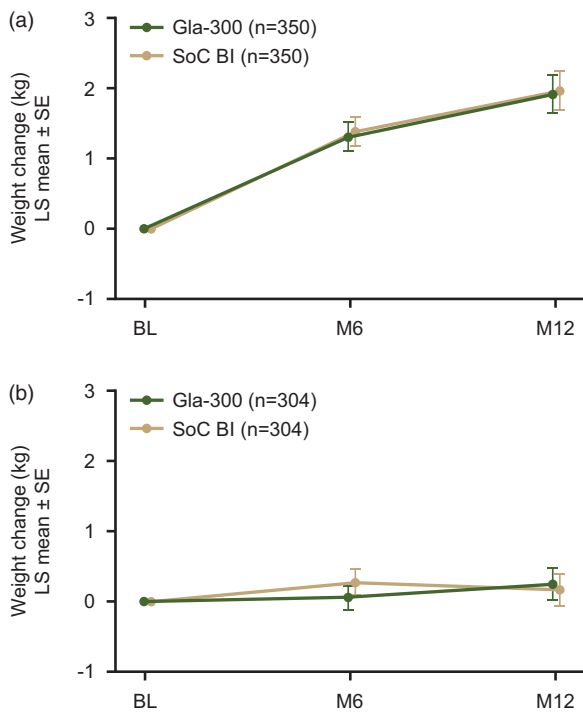 (a)
3
2
1
0
-1
Weight change (kg)
LS mean ± SE
Gla-300 (n=350)
SoC BI (n=350)
BL M6 M12
(b)
3
2
1
0
-1
Weight change (kg)
LS mean ± SE
Gla-300 (n=304)
SoC BI (n=304)
BL M6 M12